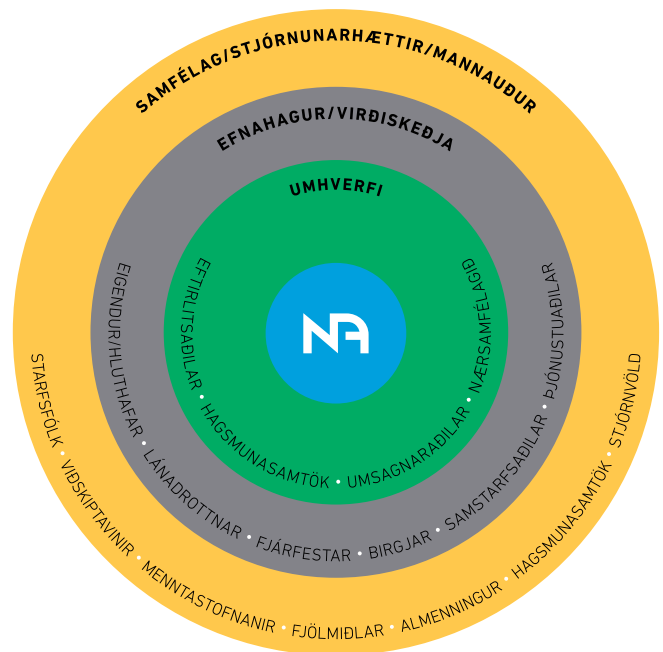 SAMFÉLAG/STJÓRNUNARHÆTTIR/MANNAUÐUR
EFNAHAGUR/VIRÐISKEÐJA
UMHVERFI
NA
EFTIRLITSAÐILAR • HAGSMUNASAMTÖK • UMSAGNARAÐILAR • NÆRSAMFÉLAGIÐ
EIGENDUR/HLUTHAFAR • LÁNADROTTNAR • FJÁRFESTAR • BIRGJAR • SAMSTARFSAÐILAR • ÞJÓNUSTUAÐILAR
STARFSFÓLK • VIÐSKIPTAVINIR • MENNTASTOFNANIR • FJÖLMIÐLAR • ALMENNINGUR • HAGSMUNASAMTÖK • STJÓRNVÖLD